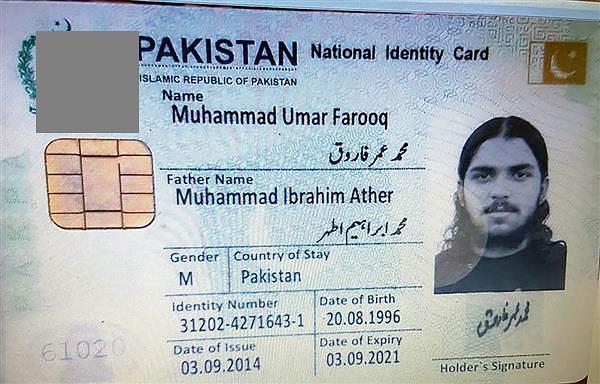 PAKISTAN National Identity Card
ISLAMIC REPUBLIC OF PAKISTAN
Name
Muhammad Umar Farooq
محمد عمر فاروق
Father Name
Muhammad Ibrahim Ather
محمد ابراہیم اطہر
Gender Country of Stay
M Pakistan
Identity Number Date of Birth
31202-4271643-1 20.08.1996
Date of Issue Date of Expiry
03.09.2014 03.09.2021
61020
محمد عمر فاروق
Holder`s Signature